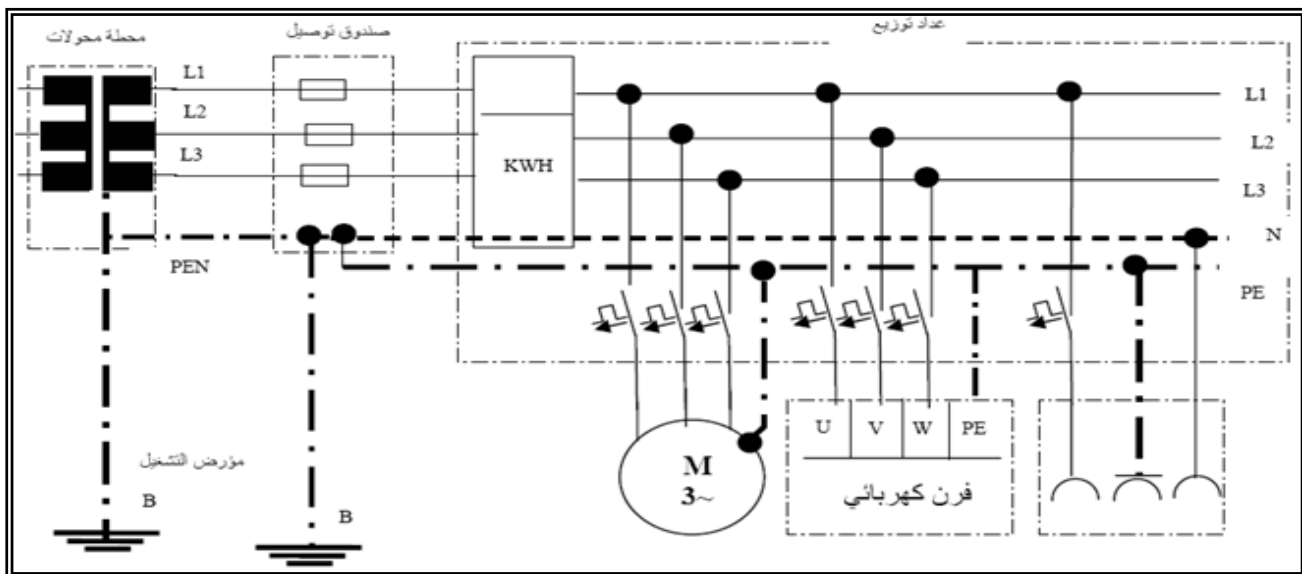 محطة محولات
صندوق توصيل
عداد توزيع
L1
L2
L3
KWH
L1
L2
L3
N
PE
PEN
مؤرض التشغيل
B
B
M
3~
U
V
W
PE
فرن كهربائي